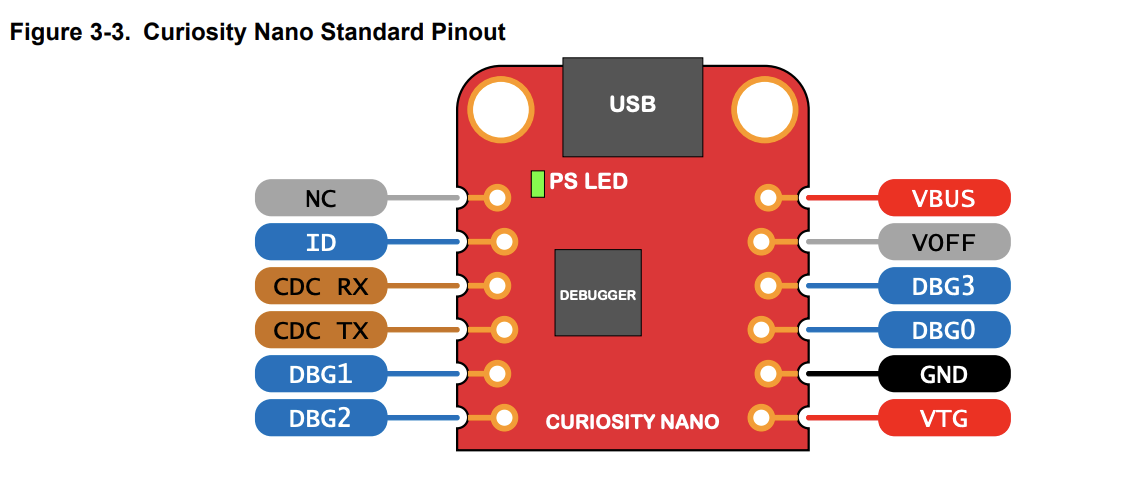 Figure 3-3. Curiosity Nano Standard Pinout
USB
PS LED
NC
VBUS
ID
VOFF
CDC RX
DBG3
DEBUGGER
CDC TX
DBG0
DBG1
GND
DBG2
CURIOSITY NANO
VTG